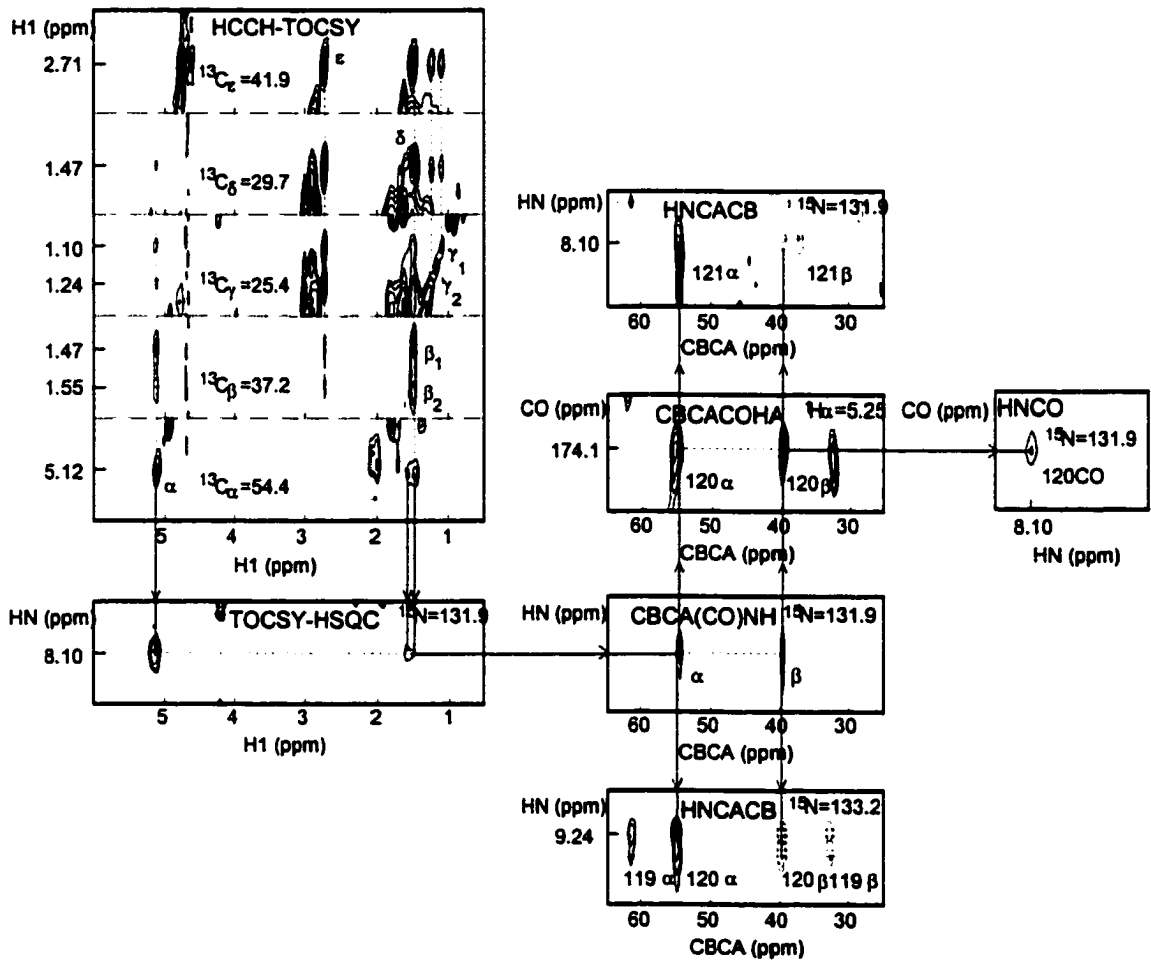 H1 (ppm)
HCCH-TOCSY
2.71
ε
13Cε=41.9
δ
1.47
13Cδ=29.7
1.10
γ1
1.24
13Cγ=25.4
γ2
1.47
β1
1.55
13Cβ=37.2
β2
5.12
α
13Cα=54.4
5 4 3 2 1
H1 (ppm)
HN (ppm)
TOCSY-HSQC
15N=131.9
8.10
5 4 3 2 1
H1 (ppm)
HN (ppm)
HNCACB
15N=131.9
8.10
121α
121β
60 50 40 30
CBCA (ppm)
CO (ppm)
CBCACOHA
1Hα=5.25
174.1
120α
120β
60 50 40 30
CBCA (ppm)
CO (ppm)
HNCO
15N=131.9
120CO
8.10
HN (ppm)
HN (ppm)
CBCA(CO)NH
15N=131.9
8.10
α
β
60 50 40 30
CBCA (ppm)
HN (ppm)
HNCACB
15N=133.2
9.24
119 α 120 α
120 β119 β
60 50 40 30
CBCA (ppm)